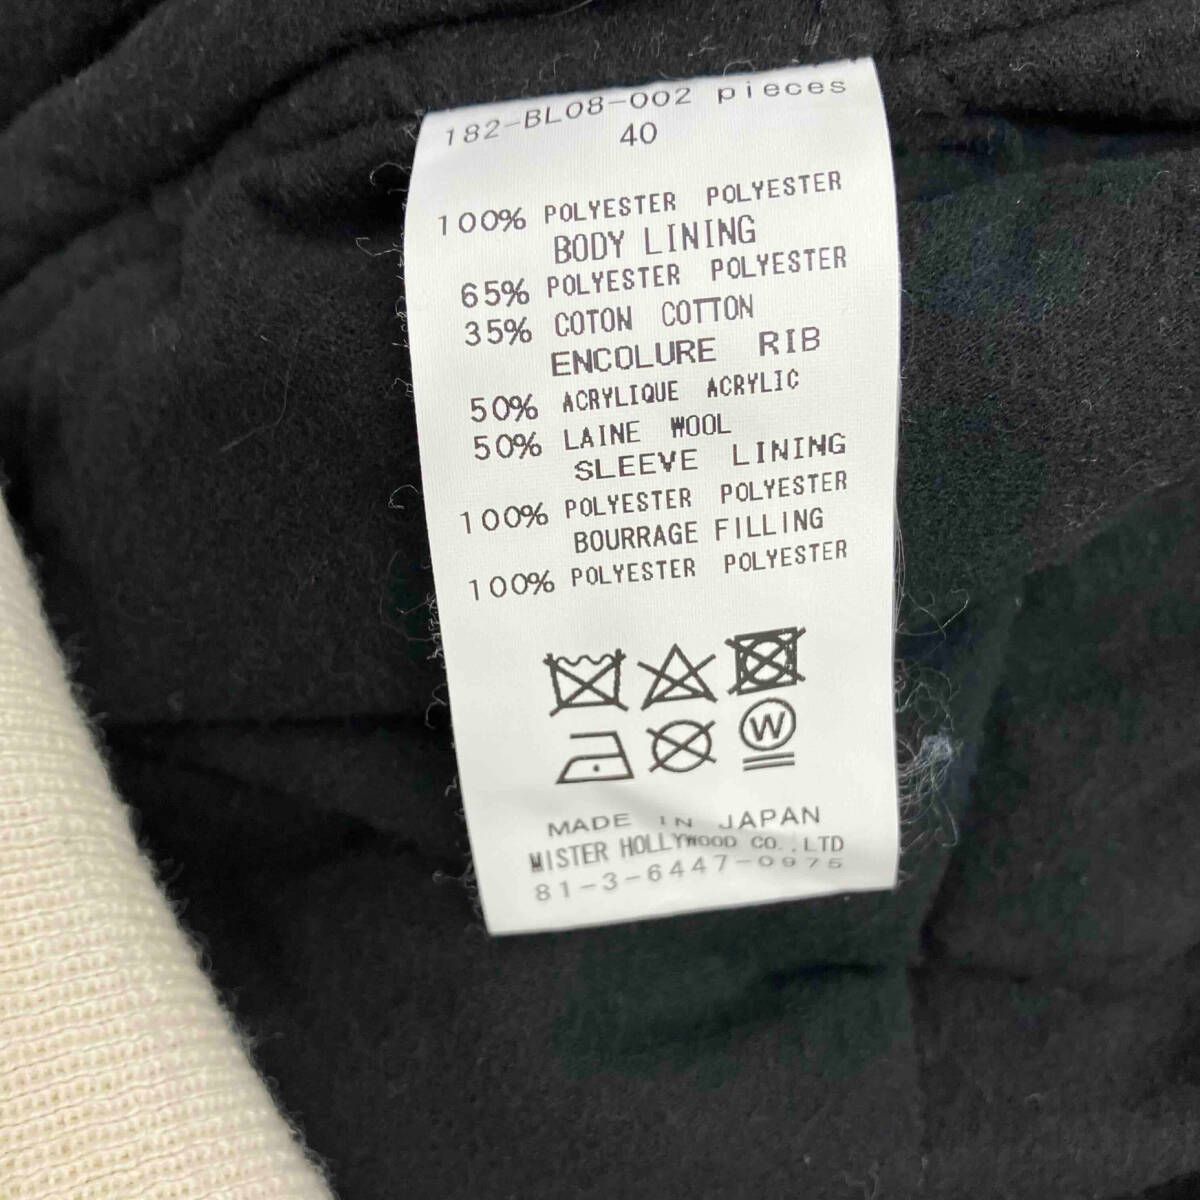 182-BL08-002 pieces
40
100% POLYESTER POLYESTER
BODY LINING
65% POLYESTER POLYESTER
35% COTON COTTON
ENCOLURE RIB
50% ACRYLIQUE ACRYLIC
50% LAINE WOOL
SLEEVE LINING
100% POLYESTER POLYESTER
BOURRAGE FILLING
100% POLYESTER POLYESTER
W
MADE IN JAPAN
MISTER HOLLYWOOD CO.,LTD
81-3-6447-0975